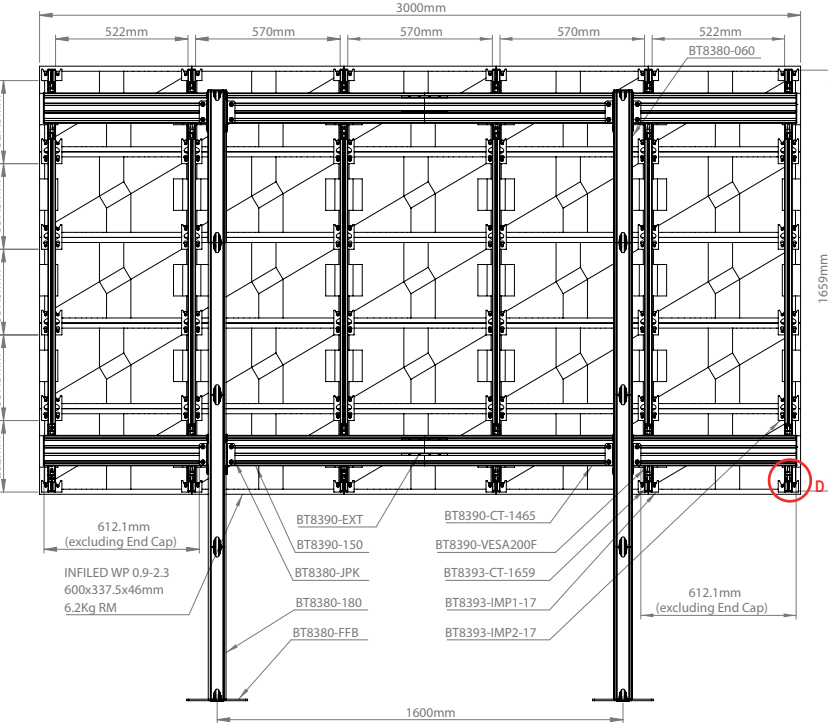 3000mm
522mm
570mm
570mm
570mm
522mm
BT8380-060
1659mm
D
BT8390-EXT
BT8390-150
BT8380-JPK
BT8380-180
BT8380-FFB
BT8390-CT-1465
BT8390-VESA200F
BT8393-CT-1659
BT8393-IMP1-17
BT8393-IMP2-17
612.1mm
(excluding End Cap)
INFILED WP 0.9-2.3
600x337.5x46mm
6.2Kg RM
612.1mm
(excluding End Cap)
1600mm